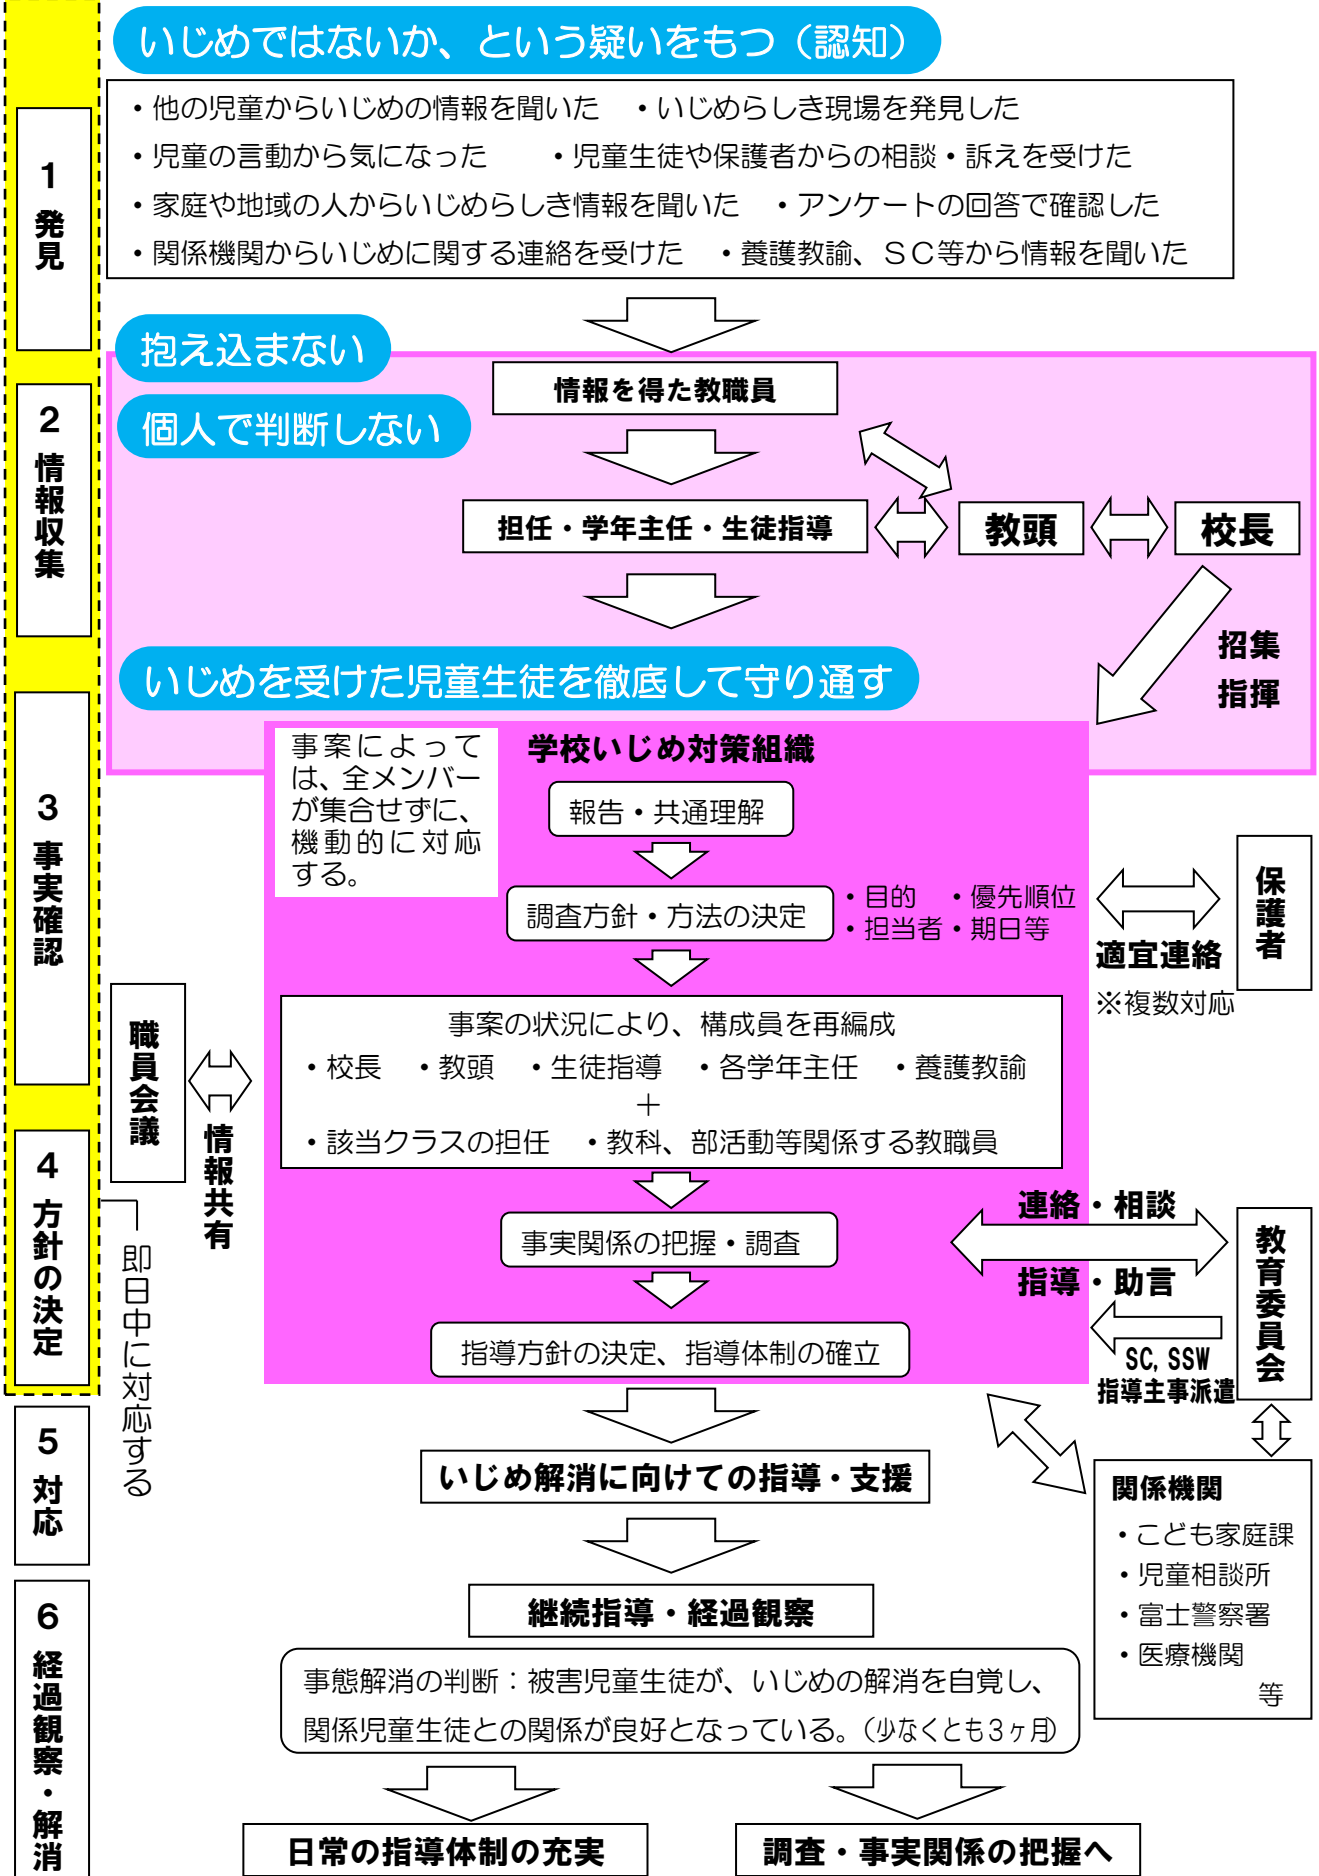 いじめではないか、という疑いをもつ（認知）
1 発見
・他の児童からいじめの情報を聞いた ・いじめらしき現場を発見した
・児童の言動から気になった ・児童生徒や保護者からの相談・訴えを受けた
・家庭や地域の人からいじめらしき情報を聞いた ・アンケートの回答で確認した
・関係機関からいじめに関する連絡を受けた ・養護教諭、ＳＣ等から情報を聞いた
抱え込まない
個人で判断しない
2 情報収集
情報を得た教職員
担任・学年主任・生徒指導
教頭
校長
招集
指揮
いじめを受けた児童生徒を徹底して守り通す
3 事実確認
事案によって
は、全メンバー
が集合せずに、
機動的に対応
する。
学校いじめ対策組織
報告・共通理解
調査方針・方法の決定
・目的 ・優先順位
・担当者・期日等
保護者
適宜連絡
※複数対応
職員会議
情報共有
事案の状況により、構成員を再編成
・校長 ・教頭 ・生徒指導 ・各学年主任 ・養護教諭
＋
・該当クラスの担任 ・教科、部活動等関係する教職員
4 方針の決定
即日中に対応する
事実関係の把握・調査
連絡・相談
指導・助言
教育委員会
SC, SSW
指導主事派遣
指導方針の決定、指導体制の確立
5 対応
いじめ解消に向けての指導・支援
関係機関
・こども家庭課
・児童相談所
・富士警察署
・医療機関
等
6 経過観察・解消
継続指導・経過観察
事態解消の判断：被害児童生徒が、いじめの解消を自覚し、
関係児童生徒との関係が良好となっている。（少なくとも３ヶ月）
日常の指導体制の充実
調査・事実関係の把握へ